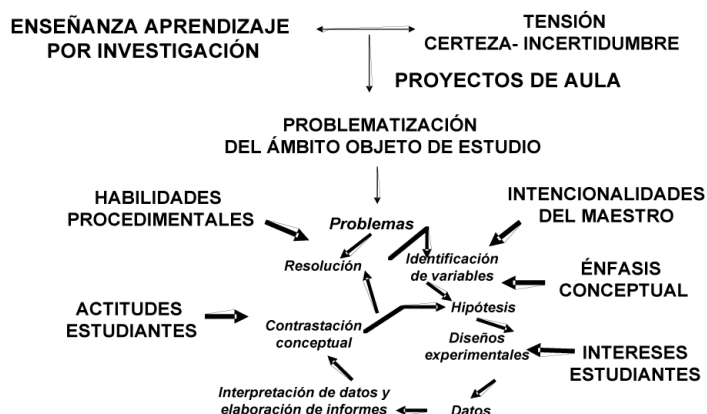 ENSEÑANZA APRENDIZAJE
POR INVESTIGACIÓN
TENSIÓN
CERTEZA- INCERTIDUMBRE
PROYECTOS DE AULA
PROBLEMATIZACIÓN
DEL ÁMBITO OBJETO DE ESTUDIO
HABILIDADES
PROCEDIMENTALES
INTENCIONALIDADES
DEL MAESTRO
Problemas
Resolución
Identificación
de variables
ÉNFASIS
CONCEPTUAL
ACTITUDES
ESTUDIANTES
Hipótesis
Contrastación
conceptual
Diseños
experimentales
INTERESES
ESTUDIANTES
Interpretación de datos y
elaboración de informes
Datos